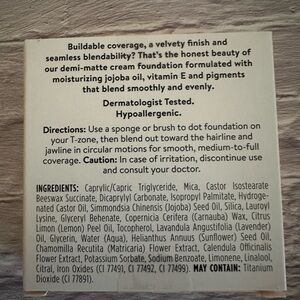 Buildable coverage, a velvety finish and
seamless blendability? That's the honest beauty of
our demi-matte cream foundation formulated with
moisturizing jojoba oil, vitamin E and pigments
that blend smoothly and evenly.
Dermatologist Tested.
Hypoallergenic.
Directions: Use a sponge or brush to dot foundation on
your T-zone, then blend out toward the hairline and
jawline in circular motions for smooth, medium-to-full
coverage. Caution: In case of irritation, discontinue use
and consult your doctor.
INGREDIENTS: Caprylic/Capric Triglyceride, Mica, Castor Isostearate
Beeswax Succinate, Dicaprylyl Carbonate, Isopropyl Palmitate, Hydroge-
nated Castor Oil, Simmondsia Chinensis (Jojoba) Seed Oil, Silica, Lauroyl
Lysine, Glyceryl Behenate, Copernicia Cerifera (Carnauba) Wax, Citrus
Limon (Lemon) Peel Oil, Tocopherol, Lavandula Angustifolia (Lavender)
Oil, Glycerin, Water (Aqua), Helianthus Annuus (Sunflower) Seed Oil,
Chamomilla Recutita (Matricaria) Flower Extract, Calendula Officinalis
Flower Extract, Potassium Sorbate, Sodium Benzoate, Limonene, Linalool,
Citral, Iron Oxides (CI 77491, CI 77492, CI 77499). MAY CONTAIN: Titanium
Dioxide (CI 77891).